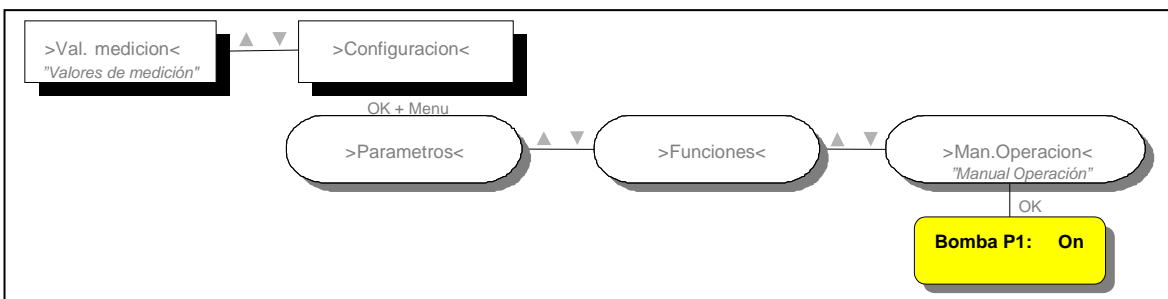 >Val. medicion<
"Valores de medición"
>Configuracion<
OK + Menu
>Parametros<
>Funciones<
>Man.Operacion<
"Manual Operación"
OK
Bomba P1: On